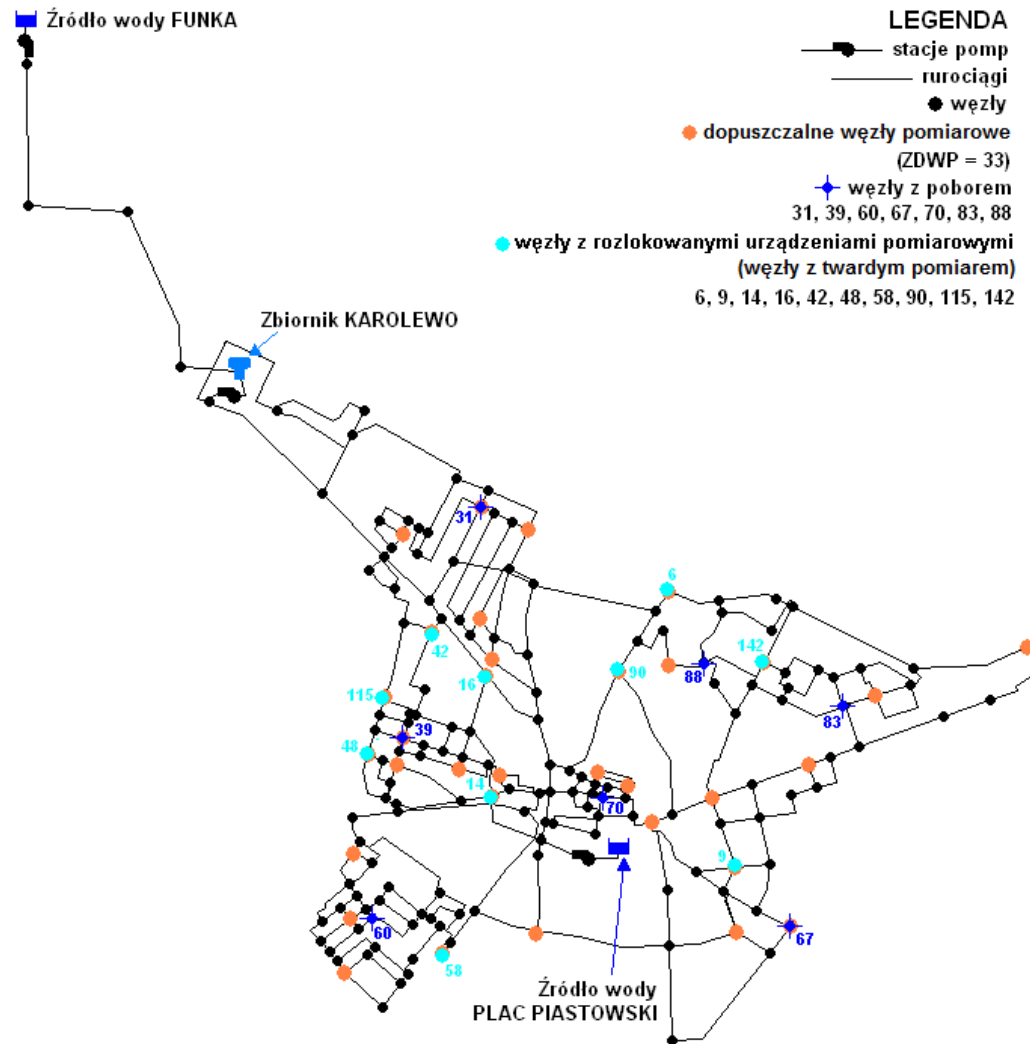 Źródło wody FUNKA
LEGENDA
stacje pomp
rurociągi
węzły
dopuszczalne węzły pomiarowe
(ZDWP = 33)
węzły z poborem
31, 39, 60, 67, 70, 83, 88
węzły z rozlokowanymi urządzeniami pomiarowymi
(węzły z twardym pomiarem)
6, 9, 14, 16, 42, 48, 58, 90, 115, 142
Zbiornik KAROLEWO
31
6
42
142
90
88
16
115
83
39
48
14
70
9
60
67
58
Źródło wody
PLAC PIASTOWSKI